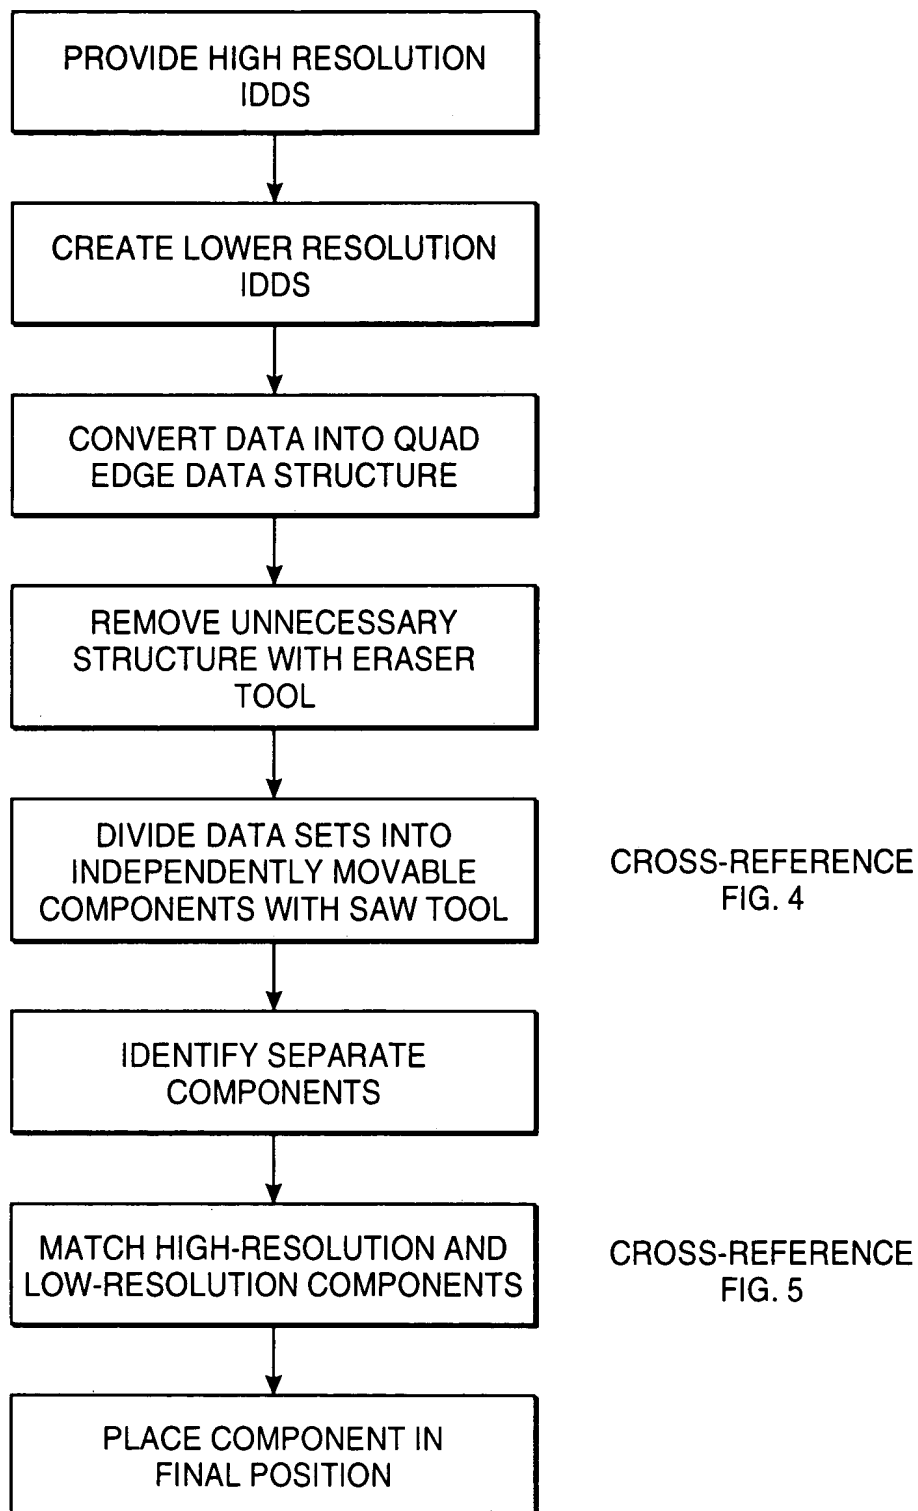 PROVIDE HIGH RESOLUTION
IDDS
CREATE LOWER RESOLUTION
IDDS
CONVERT DATA INTO QUAD
EDGE DATA STRUCTURE
REMOVE UNNECESSARY
STRUCTURE WITH ERASER
TOOL
DIVIDE DATA SETS INTO
INDEPENDENTLY MOVABLE
COMPONENTS WITH SAW TOOL
CROSS-REFERENCE
FIG. 4
IDENTIFY SEPARATE
COMPONENTS
MATCH HIGH-RESOLUTION AND
LOW-RESOLUTION COMPONENTS
CROSS-REFERENCE
FIG. 5
PLACE COMPONENT IN
FINAL POSITION